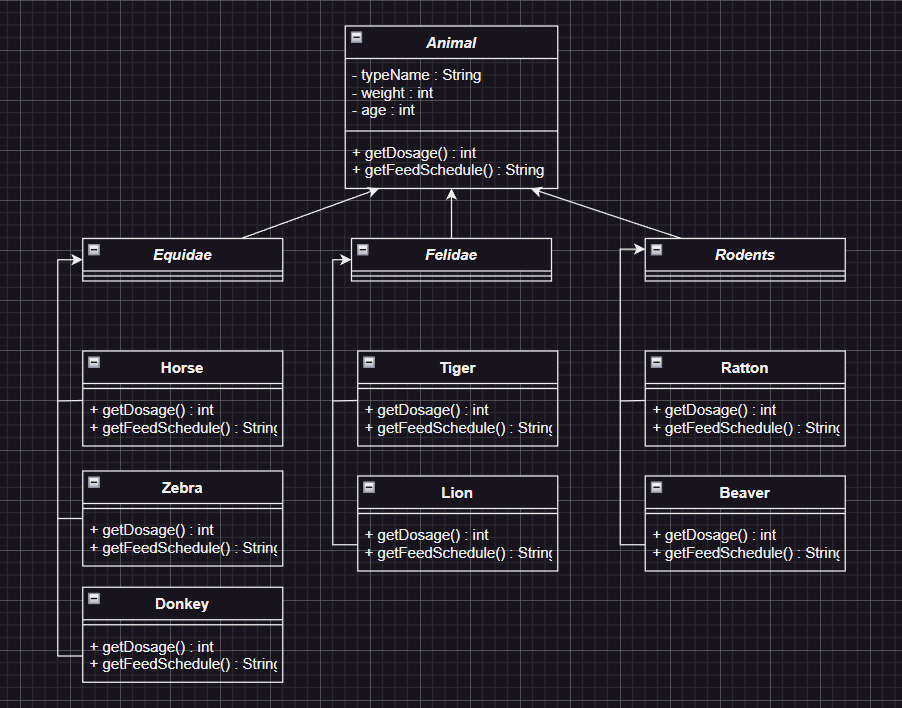 Animal
- typeName : String
- weight : int
- age : int
+ getDosage() : int
+ getFeedSchedule() : String
Equidae
Felidae
Rodents
Horse
+ getDosage() : int
+ getFeedSchedule() : String
Tiger
+ getDosage() : int
+ getFeedSchedule() : String
Ratton
+ getDosage() : int
+ getFeedSchedule() : String
Zebra
+ getDosage() : int
+ getFeedSchedule() : String
Lion
+ getDosage() : int
+ getFeedSchedule() : String
Beaver
+ getDosage() : int
+ getFeedSchedule() : String
Donkey
+ getDosage() : int
+ getFeedSchedule() : String